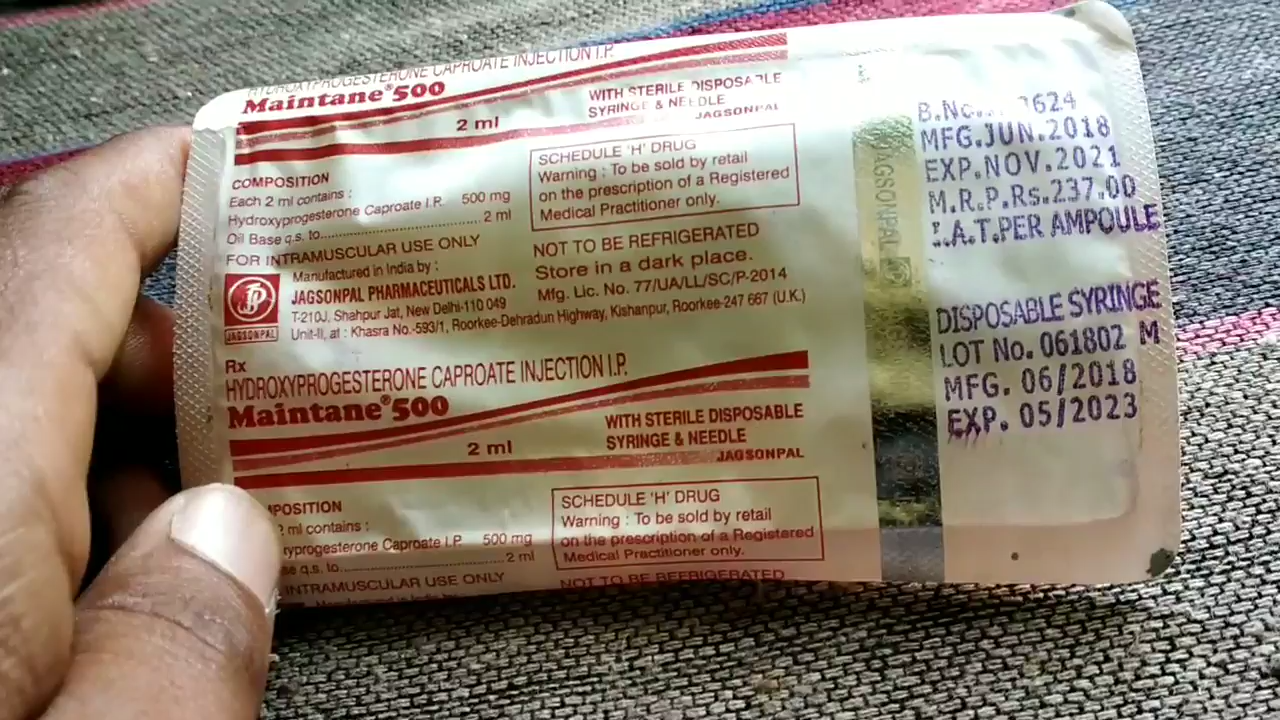 HYDROXYPROGESTERONE CAPROATE INJECTION I.P.
Maintane® 500
WITH STERILE DISPOSABLE
SYRINGE & NEEDLE
2 ml
JAGSONPAL
COMPOSITION
Each 2 ml contains :
Hydroxyprogesterone Caproate I.P. 500 mg
Oil Base q.s. to.............................. 2 ml
FOR INTRAMUSCULAR USE ONLY
SCHEDULE 'H' DRUG
Warning : To be sold by retail
on the prescription of a Registered
Medical Practitioner only.
NOT TO BE REFRIGERATED
Store in a dark place.
Mfg. Lic. No. 77/UA/LL/SC/P-2014
Manufactured in India by :
JAGSONPAL PHARMACEUTICALS LTD.
T-210J, Shahpur Jat, New Delhi-110 049
Unit-II, at : Khasra No.-593/1, Roorkee-Dehradun Highway, Kishanpur, Roorkee-247 667 (U.K.)
JAGSONPAL
Rx
HYDROXYPROGESTERONE CAPROATE INJECTION I.P.
Maintane® 500
WITH STERILE DISPOSABLE
SYRINGE & NEEDLE
2 ml
JAGSONPAL
MPOSITION
2 ml contains :
yprogesterone Caproate I.P. 500 mg
se q.s. to.............................. 2 ml
INTRAMUSCULAR USE ONLY
SCHEDULE 'H' DRUG
Warning : To be sold by retail
on the prescription of a Registered
Medical Practitioner only.
NOT TO BE REFRIGERATED
JAGSONPAL
B.No. 3624
MFG.JUN.2018
EXP.NOV.2021
M.R.P.Rs.237.00
.A.T.PER AMPOULE
DISPOSABLE SYRINGE
LOT No. 061802 M
MFG. 06/2018
EXP. 05/2023